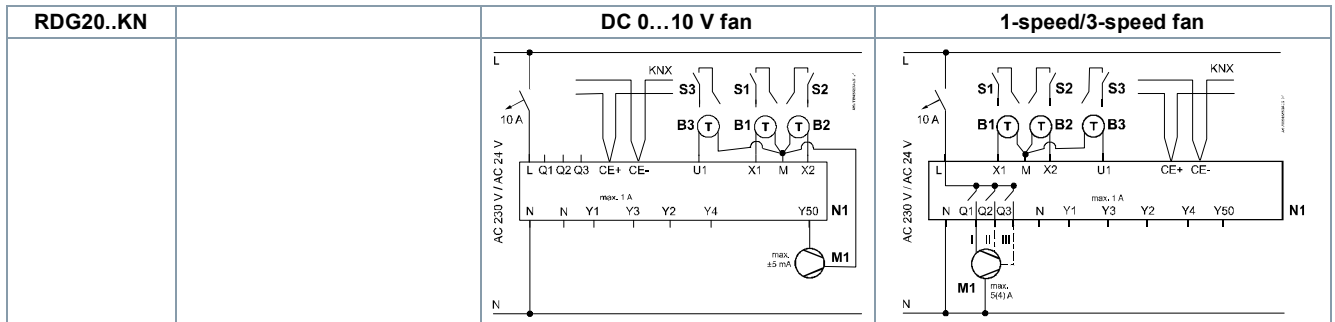 RDG20..KN
DC 0…10 V fan
1-speed/3-speed fan
L
KNX
S3 S1 S2
10 A
B3 T B1 T T B2
AC 230 V / AC 24 V
L Q1 Q2 Q3 CE+ CE- U1 X1 M X2
max. 1 A
N N Y1 Y3 Y2 Y4 Y50 N1
max.
±5 mA
M1
N
L
KNX
S1 S2 S3
10 A
B1 T T B2 T B3
AC 230 V / AC 24 V
L X1 M X2 U1 CE+ CE-
max. 1 A
N Q1 Q2 Q3 N Y1 Y3 Y2 Y4 Y50 N1
I II III
M1
max.
5(4) A
N